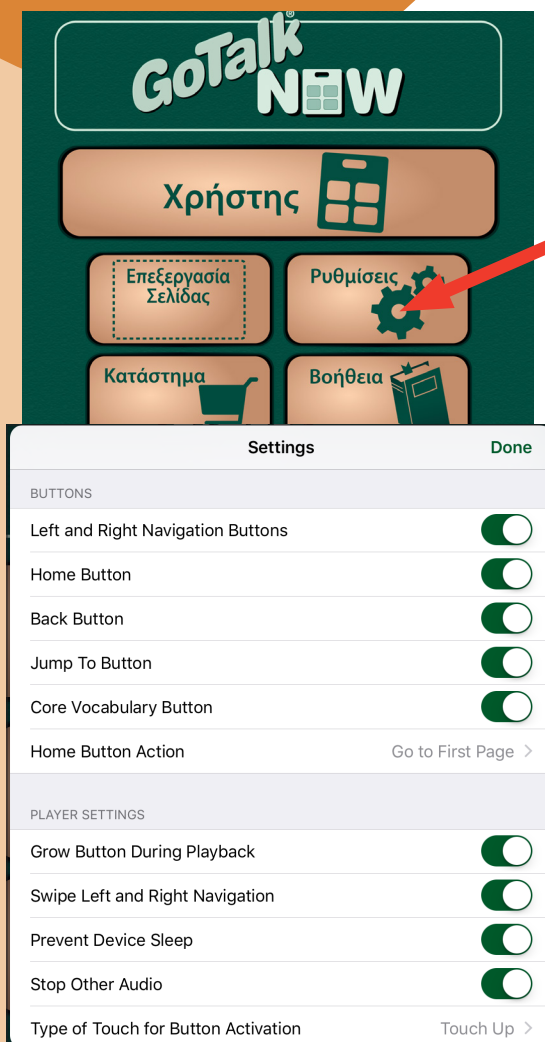 GoTalk®
NOW
Χρήστης
Επεξεργασία
Σελίδας
Ρυθμίσεις
Κατάστημα
Βοήθεια
Settings
Done
BUTTONS
Left and Right Navigation Buttons
Home Button
Back Button
Jump To Button
Core Vocabulary Button
Home Button Action
Go to First Page >
PLAYER SETTINGS
Grow Button During Playback
Swipe Left and Right Navigation
Prevent Device Sleep
Stop Other Audio
Type of Touch for Button Activation
Touch Up >